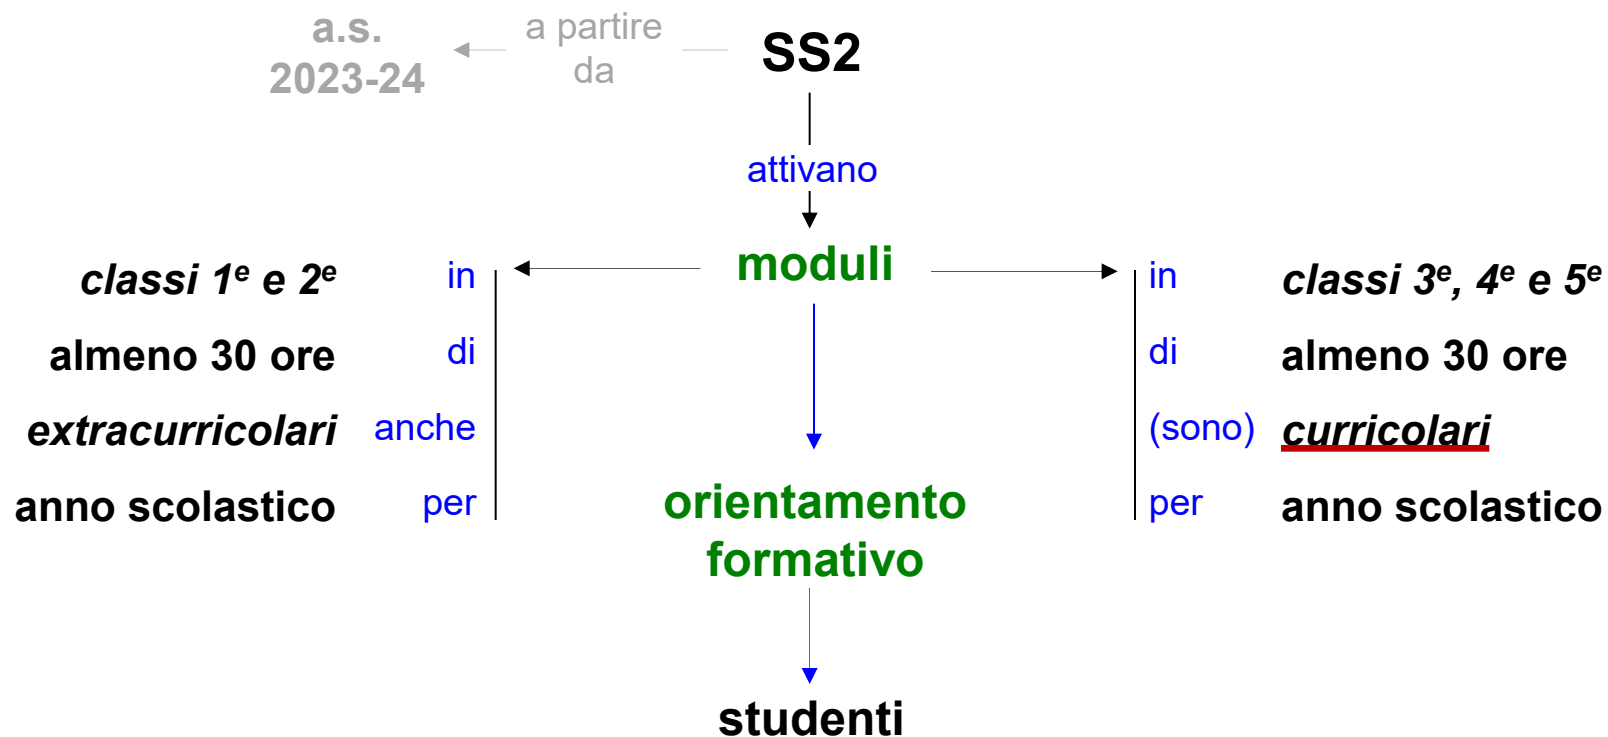 a.s.
2023-24
a partire
da
SS2
attivano
moduli
classi 1ᵉ e 2ᵉ in
almeno 30 ore di
extracurricolari anche
anno scolastico per
in classi 3ᵉ, 4ᵉ e 5ᵉ
di almeno 30 ore
(sono) curricolari
per anno scolastico
orientamento
formativo
studenti